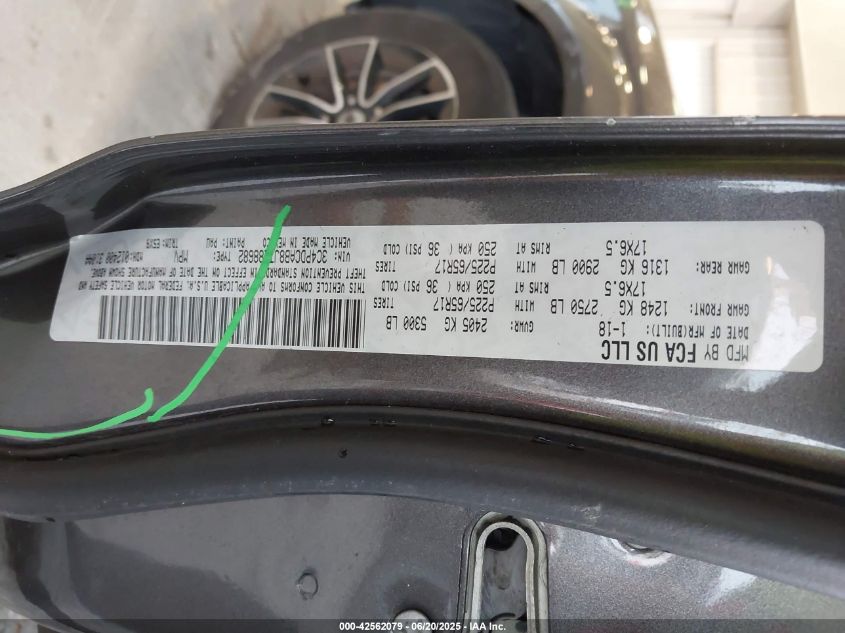 MFD BY FCA US LLC
DATE OF MFR(BUILT): 1-18 GVWR: 2405 KG 5300 LB
GAWR FRONT: 1248 KG 2750 LB WITH P225/65R17 TIRES
17X6.5 RIMS AT 250 KPA ( 36 PSI) COLD
GAWR REAR: 1316 KG 2900 LB WITH P225/65R17 TIRES
17X6.5 RIMS AT 250 KPA ( 36 PSI) COLD
THIS VEHICLE CONFORMS TO ALL APPLICABLE U.S.A. FEDERAL MOTOR VEHICLE SAFETY AND
THEFT PREVENTION STANDARDS IN EFFECT ON THE DATE OF MANUFACTURE SHOWN ABOVE.
VIN: TYPE: MPV
VEHICLE MADE IN MEXICO PAINT: PAU TRIM: E5X9
000-42562079 - 06/20/2025 - IAA Inc.